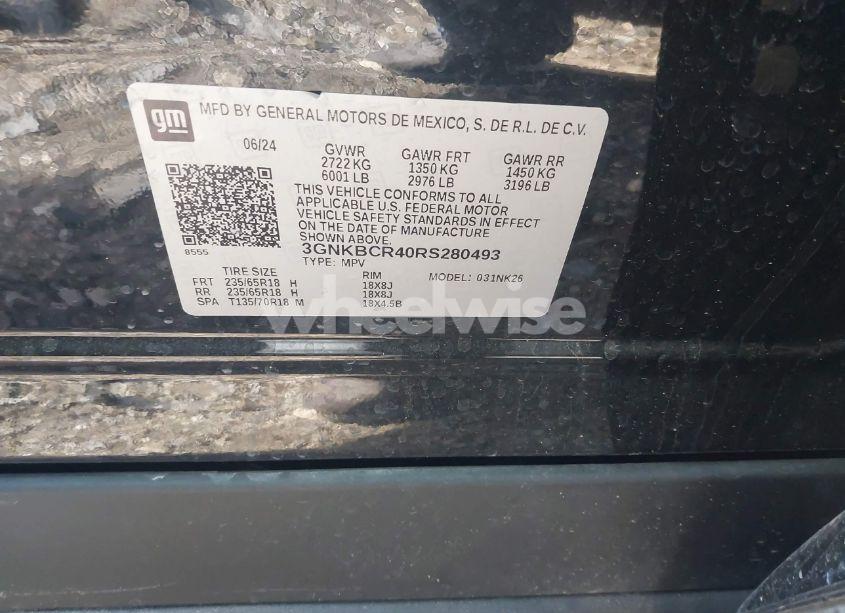 gm
MFD BY GENERAL MOTORS DE MEXICO, S. DE R.L. DE C.V.
06/24
GVWR
2722 KG
6001 LB
GAWR FRT
1350 KG
2976 LB
GAWR RR
1450 KG
3196 LB
THIS VEHICLE CONFORMS TO ALL
APPLICABLE U.S. FEDERAL MOTOR
VEHICLE SAFETY STANDARDS IN EFFECT
ON THE DATE OF MANUFACTURE
SHOWN ABOVE.
8555
3GNKBCR40RS280493
TYPE: MPV
MODEL: 031NK26
TIRE SIZE RIM
FRT 235/65R18 H 18X8J
RR 235/65R18 H 18X8J
SPA T135/70R18 M 18X4.5B
wheelwise